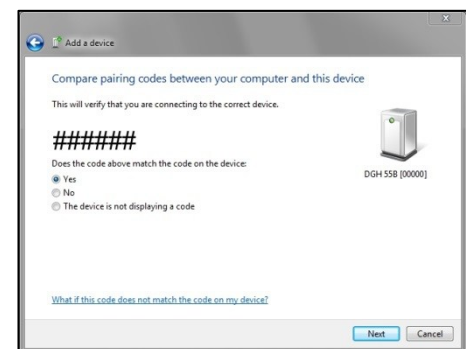 Add a device
Compare pairing codes between your computer and this device
This will verify that you are connecting to the correct device.
######
Does the code above match the code on the device:
Yes
No
The device is not displaying a code
DGH 55B [00000]
What if this code does not match the code on my device?
Next Cancel